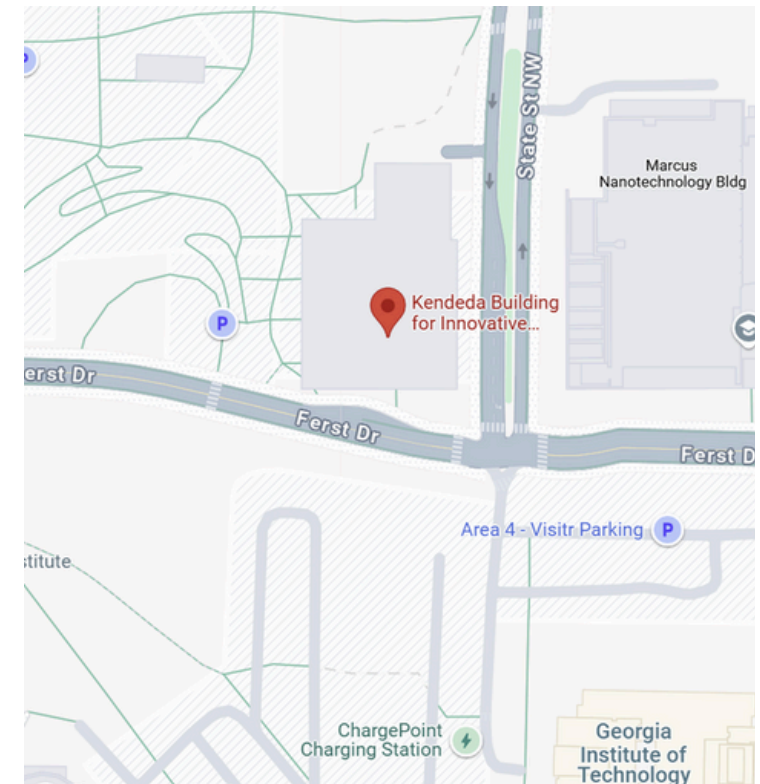 P
State St NW
Marcus
Nanotechnology Bldg
Kendeda Building
for Innovative...
P
erst Dr
Ferst Dr
Ferst D
Area 4 - Visitr Parking P
stitute
ChargePoint
Charging Station
Georgia
Institute of
Technology